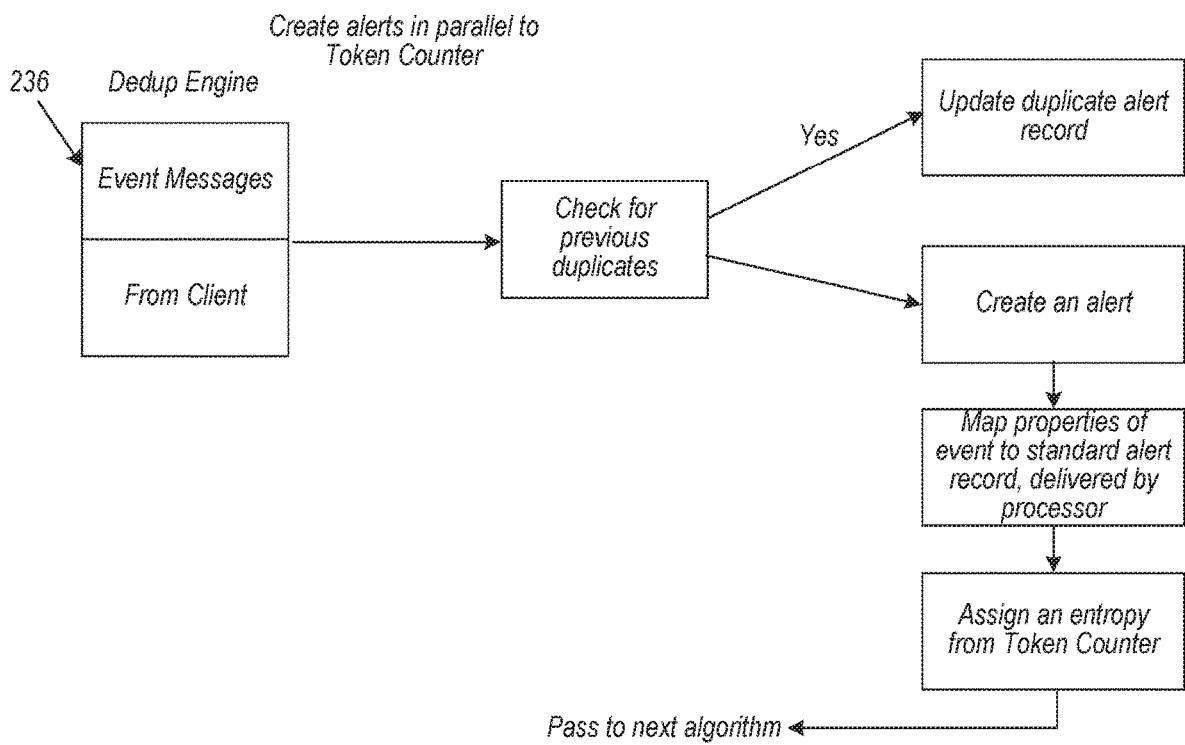 Create alerts in parallel to
Token Counter
236
Dedup Engine
Event Messages
From Client
Check for
previous
duplicates
Yes
Update duplicate alert
record
Create an alert
Map properties of
event to standard alert
record, delivered by
processor
Assign an entropy
from Token Counter
Pass to next algorithm